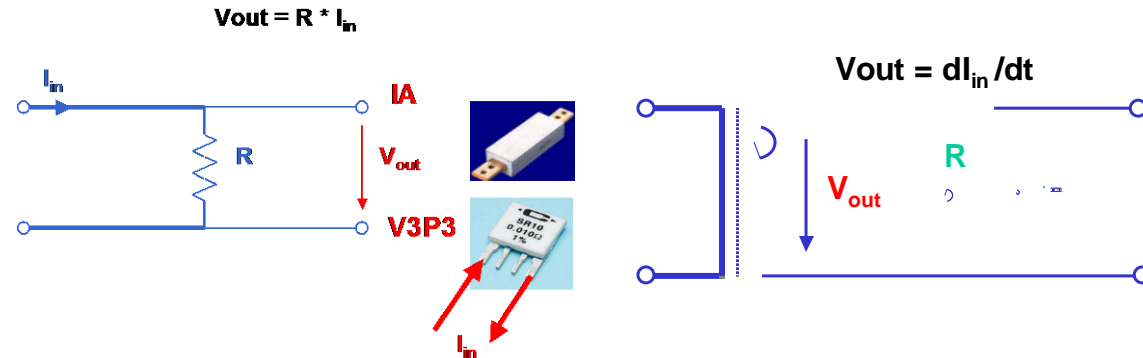 Vout = R * Iin
Iin
IA
R
Vout
V3P3
SR10
0.010Ω
1%
Iin
Vout = dIin /dt
R
Vout